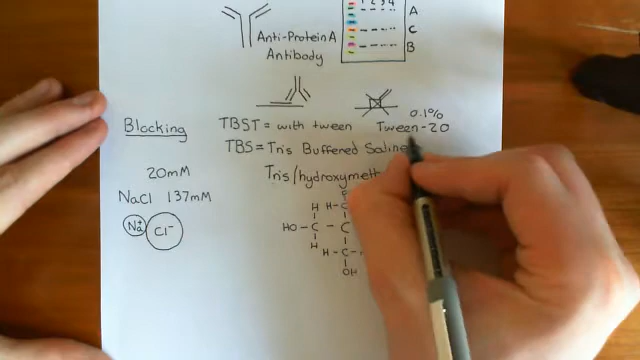 1 2 3 4
A
C
B
Anti-Protein A
Antibody
0.1%
Blocking
TBST = with tween
Tween-20
TBS = Tris Buffered Saline
20mM
NaCl 137mM
Na+
Cl-
H H-C
HO-C-C
H
H-C-
OH